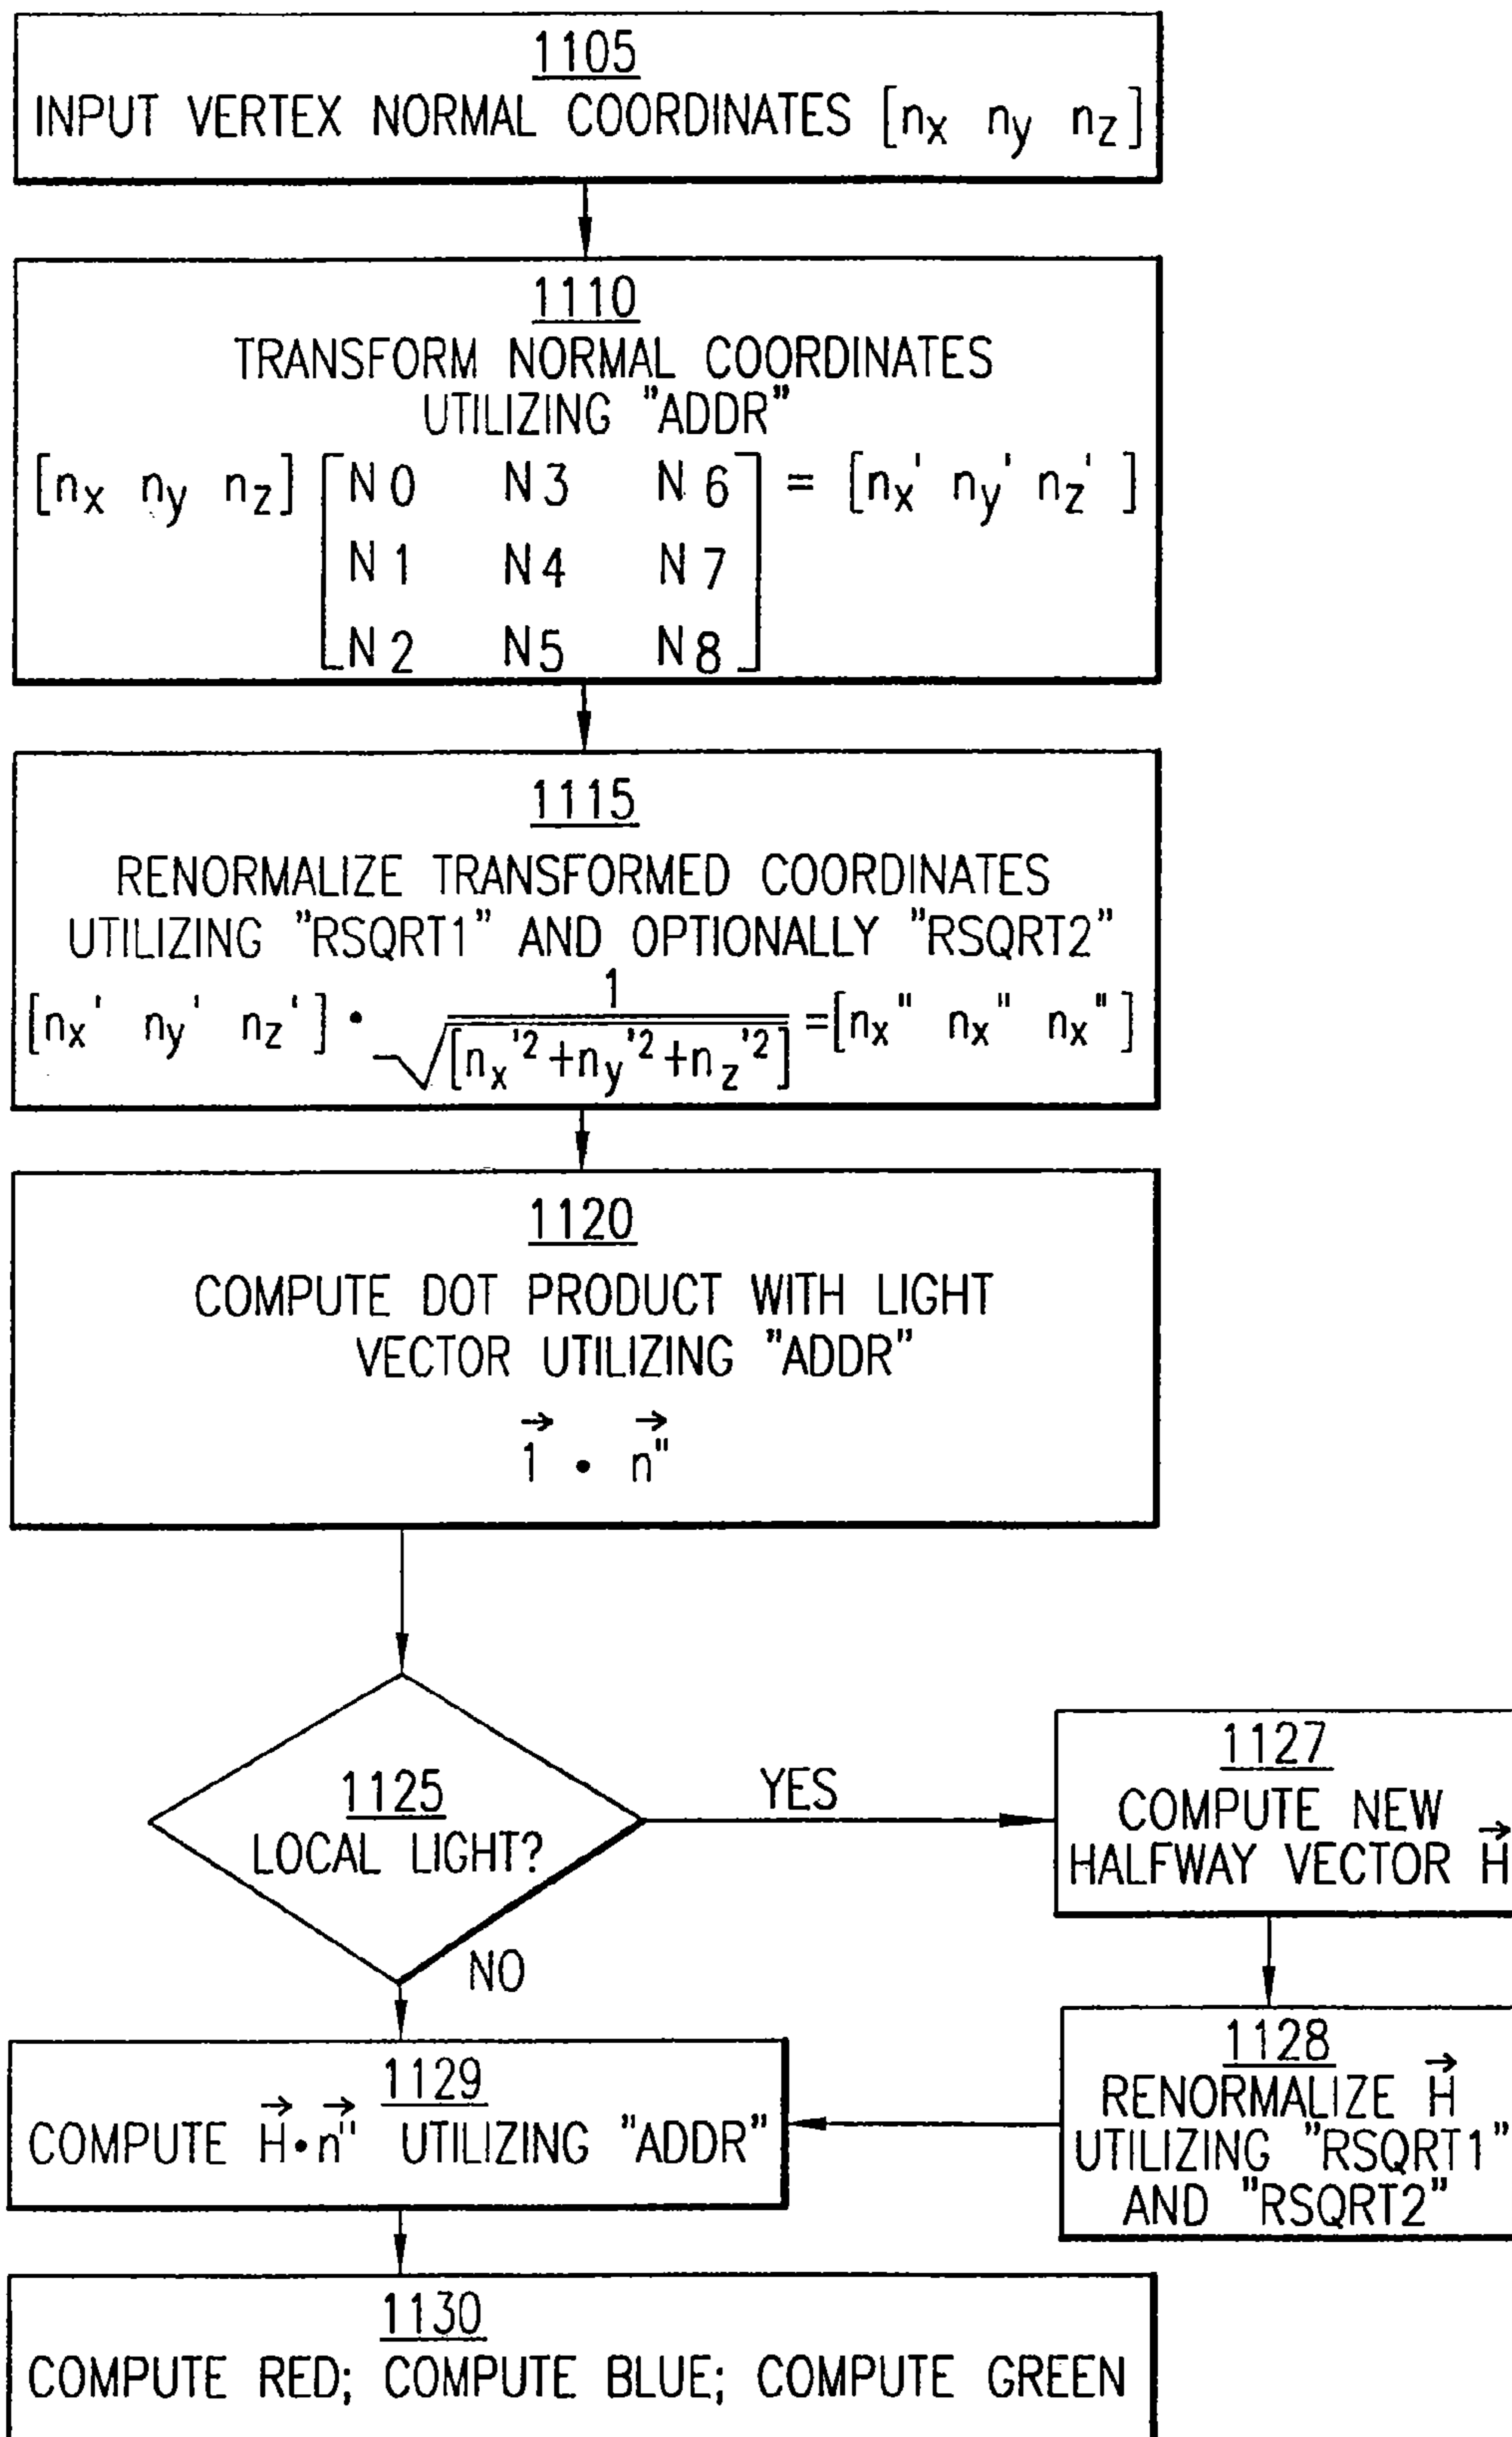 1105
INPUT VERTEX NORMAL COORDINATES [nx ny nz]
1110
TRANSFORM NORMAL COORDINATES
UTILIZING "ADDR"
[nx ny nz] [N0 N3 N6] = [nx' ny' nz']
N1 N4 N7
N2 N5 N8
1115
RENORMALIZE TRANSFORMED COORDINATES
UTILIZING "RSQRT1" AND OPTIONALLY "RSQRT2"
[nx' ny' nz'] • 1/√[nx'²+ny'²+nz'²] =[nx" nx" nx"]
1120
COMPUTE DOT PRODUCT WITH LIGHT
VECTOR UTILIZING "ADDR"
1⃗ • n⃗"
1125
LOCAL LIGHT?
YES
NO
1127
COMPUTE NEW
HALFWAY VECTOR H⃗
1128
RENORMALIZE H⃗
UTILIZING "RSQRT1"
AND "RSQRT2"
1129
COMPUTE H⃗•n⃗" UTILIZING "ADDR"
1130
COMPUTE RED; COMPUTE BLUE; COMPUTE GREEN